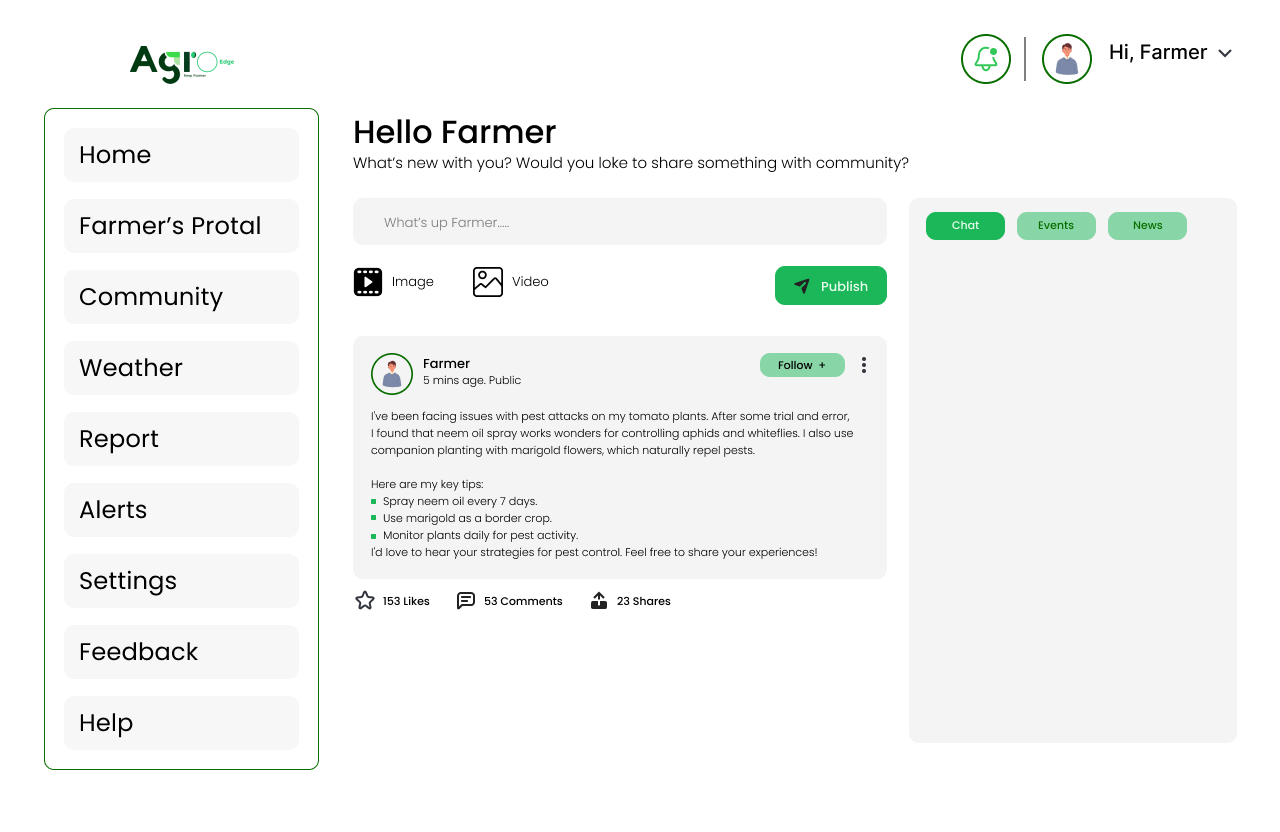 Agro Edge
Hi, Farmer
Home
Farmer's Protal
Community
Weather
Report
Alerts
Settings
Feedback
Help
Hello Farmer
What's new with you? Would you loke to share something with community?
What's up Farmer.....
Image
Video
Publish
Farmer
5 mins age. Public
Follow +
I've been facing issues with pest attacks on my tomato plants. After some trial and error,
I found that neem oil spray works wonders for controlling aphids and whiteflies. I also use
companion planting with marigold flowers, which naturally repel pests.
Here are my key tips:
Spray neem oil every 7 days.
Use marigold as a border crop.
Monitor plants daily for pest activity.
I'd love to hear your strategies for pest control. Feel free to share your experiences!
153 Likes
53 Comments
23 Shares
Chat
Events
News